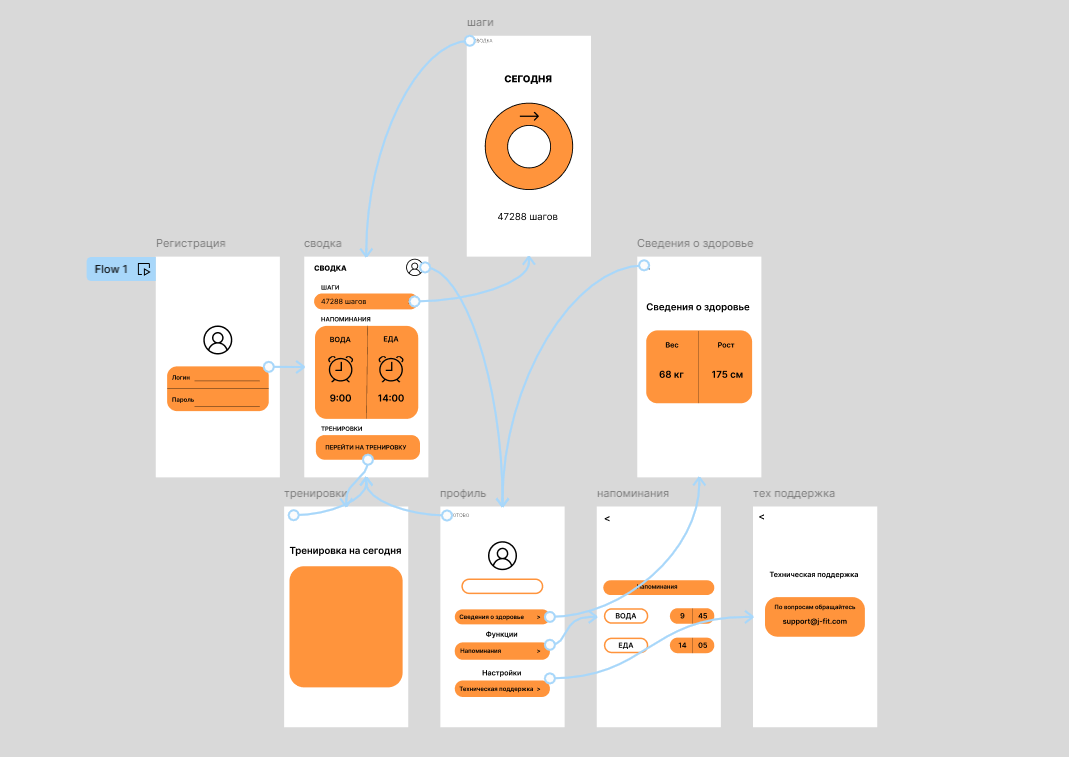 шаги
СЕГОДНЯ
47288 шагов
Регистрация
Flow 1
Логин
Пароль
сводка
СВОДКА
ШАГИ
47288 шагов
НАПОМИНАНИЯ
ВОДА
ЕДА
9:00
14:00
ТРЕНИРОВКИ
ПЕРЕЙТИ НА ТРЕНИРОВКУ
Сведения о здоровье
Сведения о здоровье
Вес
Рост
68 кг
175 см
тренировки
Тренировка на сегодня
профиль
Сведения о здоровье >
Функции
Напоминания >
Настройки
Техническая поддержка >
напоминания
<
Напоминания
ВОДА
9 45
ЕДА
14 05
тех поддержка
<
Техническая поддержка
По вопросам обращайтесь
support@j-fit.com